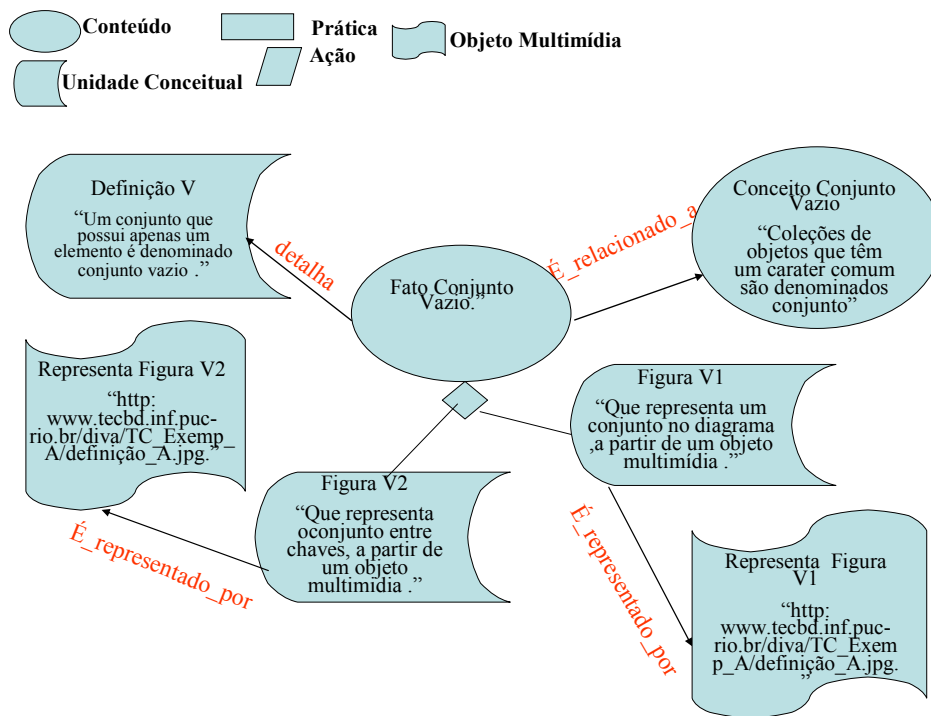 Conteúdo
Prática
Ação
Objeto Multimídia
Unidade Conceitual
Definição V
“Um conjunto que
possui apenas um
elemento é denominado
conjunto vazio .”
detalha
Fato Conjunto
Vazio.”
É_relacionado_a
Conceito Conjunto
Vazio
“Coleções de
objetos que têm
um carater comum
são denominados
conjunto”
Representa Figura V2
“http:
www.tecbd.inf.puc-
rio.br/diva/TC_Exemp_
A/definição_A.jpg.”
É_representado_por
Figura V2
“Que representa
oconjunto entre
chaves, a partir de
um objeto
multimidia .”
Figura V1
“Que representa um
conjunto no diagrama
,a partir de um objeto
multimídia .”
É_representado_por
Representa Figura
V1
“http:
www.tecbd.inf.puc-
rio.br/diva/TC_Exem
p_A/definição_A.jpg.
”